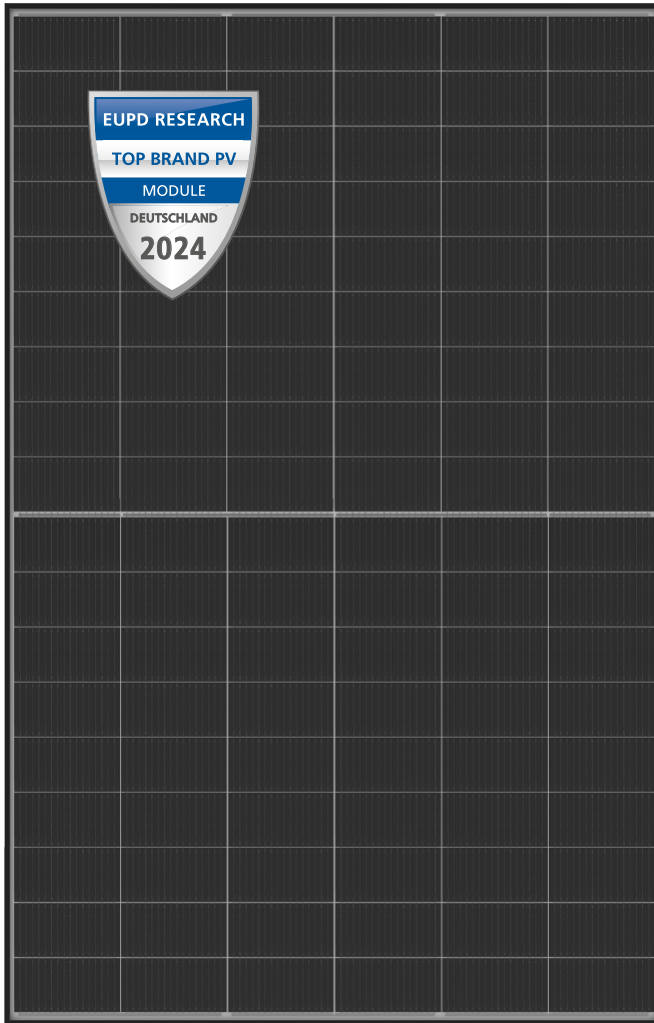 EUPD RESEARCH
TOP BRAND PV
MODULE
DEUTSCHLAND
2024